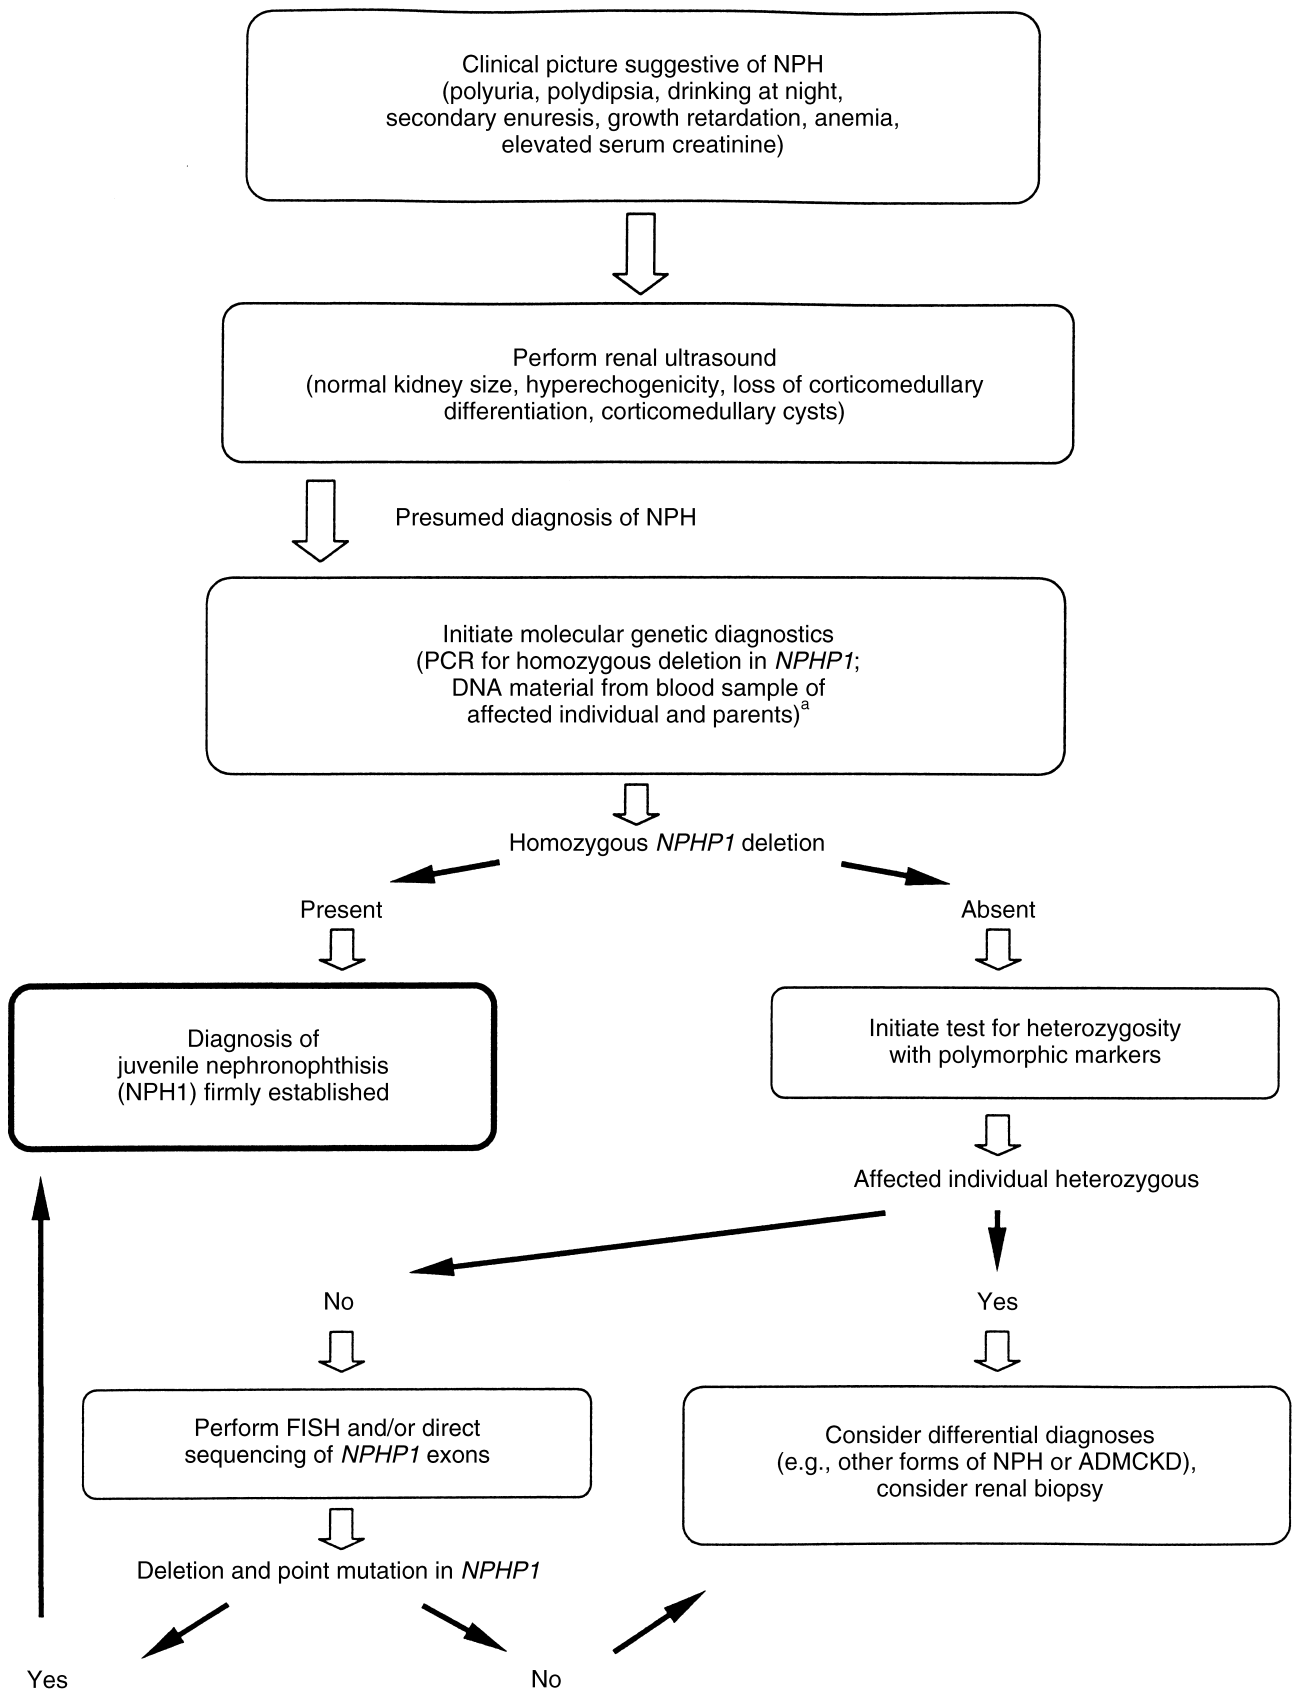 Clinical picture suggestive of NPH
(polyuria, polydipsia, drinking at night,
secondary enuresis, growth retardation, anemia,
elevated serum creatinine)
Perform renal ultrasound
(normal kidney size, hyperechogenicity, loss of corticomedullary
differentiation, corticomedullary cysts)
Presumed diagnosis of NPH
Initiate molecular genetic diagnostics
(PCR for homozygous deletion in NPHP1;
DNA material from blood sample of
affected individual and parents)a
Homozygous NPHP1 deletion
Present
Absent
Diagnosis of
juvenile nephronophthisis
(NPH1) firmly established
Initiate test for heterozygosity
with polymorphic markers
Affected individual heterozygous
No
Yes
Perform FISH and/or direct
sequencing of NPHP1 exons
Consider differential diagnoses
(e.g., other forms of NPH or ADMCKD),
consider renal biopsy
Deletion and point mutation in NPHP1
Yes
No